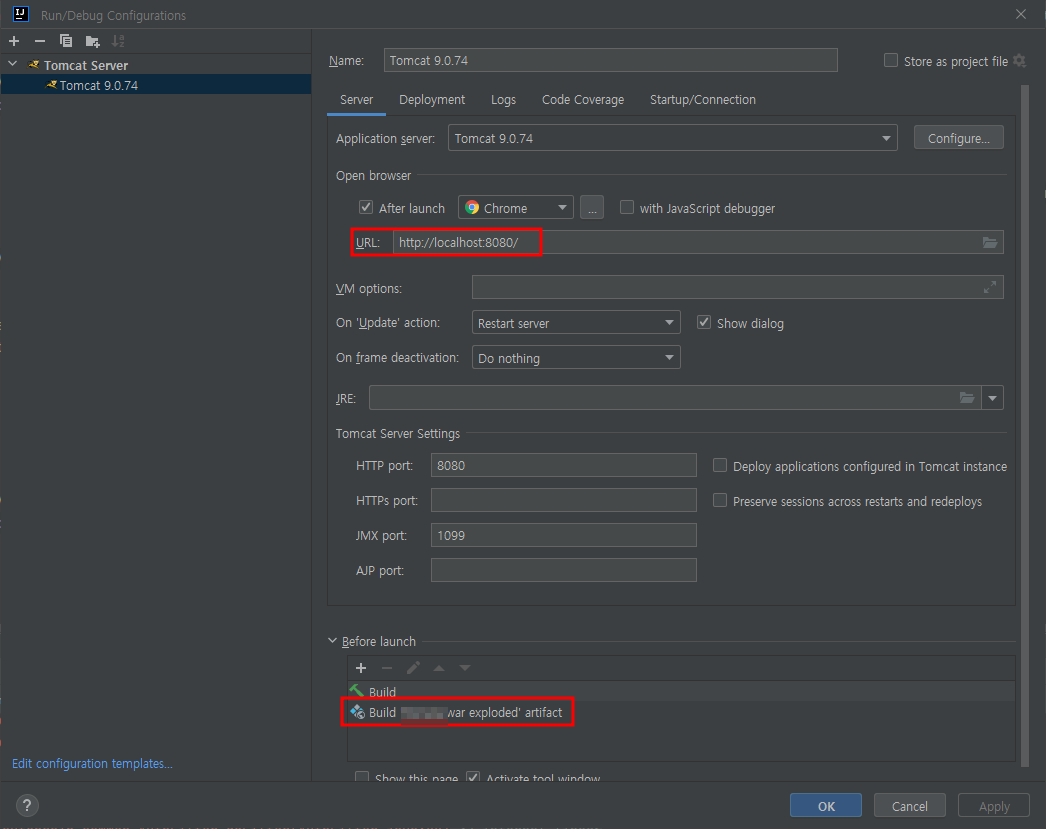 Run/Debug Configurations
Tomcat Server
Tomcat 9.0.74
Name: Tomcat 9.0.74
Store as project file
Server Deployment Logs Code Coverage Startup/Connection
Application server: Tomcat 9.0.74 Configure...
Open browser
After launch Chrome ... with JavaScript debugger
URL: http://localhost:8080/
VM options:
On 'Update' action: Restart server Show dialog
On frame deactivation: Do nothing
JRE:
Tomcat Server Settings
HTTP port: 8080 Deploy applications configured in Tomcat instance
HTTPs port: Preserve sessions across restarts and redeploys
JMX port: 1099
AJP port:
Before launch
Build
Build war exploded' artifact
Show this page Activate tool window
Edit configuration templates...
? OK Cancel Apply